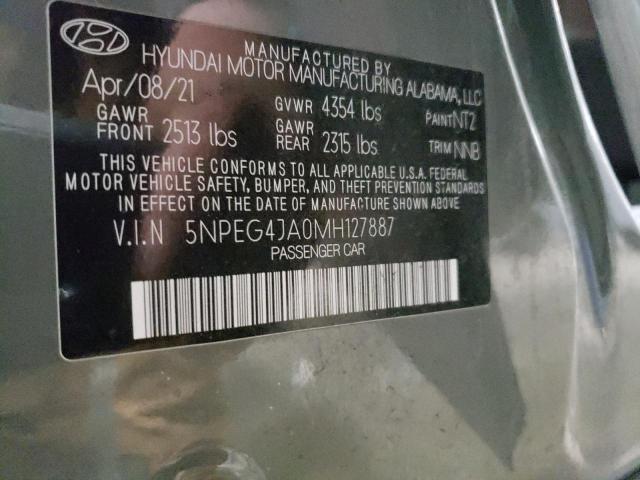 MANUFACTURED BY
HYUNDAI MOTOR MANUFACTURING ALABAMA, LLC
Apr/08/21 GVWR 4354 lbs PAINT NT2
GAWR FRONT 2513 lbs GAWR REAR 2315 lbs TRIM NNB
THIS VEHICLE CONFORMS TO ALL APPLICABLE U.S.A. FEDERAL
MOTOR VEHICLE SAFETY, BUMPER, AND THEFT PREVENTION STANDARDS
IN EFFECT ON THE DATE OF MANUFACTURE SHOWN ABOVE
V.I.N 5NPEG4JA0MH127887
PASSENGER CAR